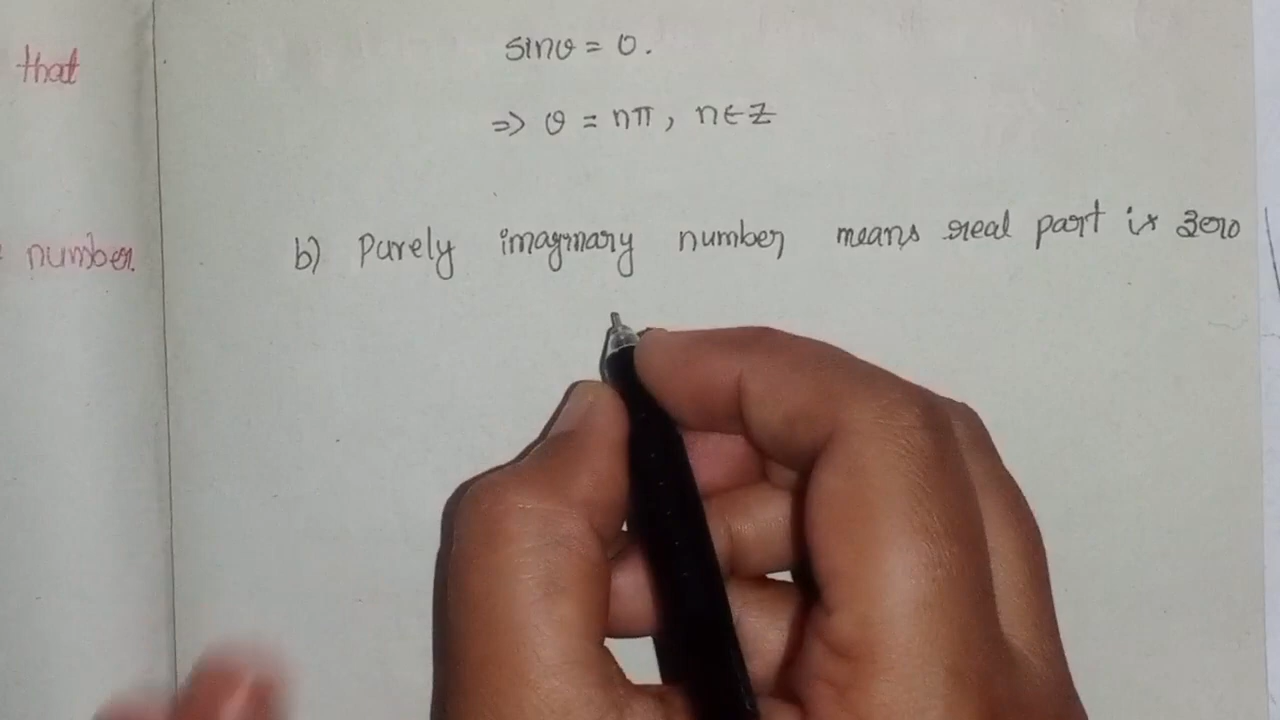 that
sinθ = 0.
=> θ = nπ, n∈Z
number.
b) Purely imaginary number means real part is zero